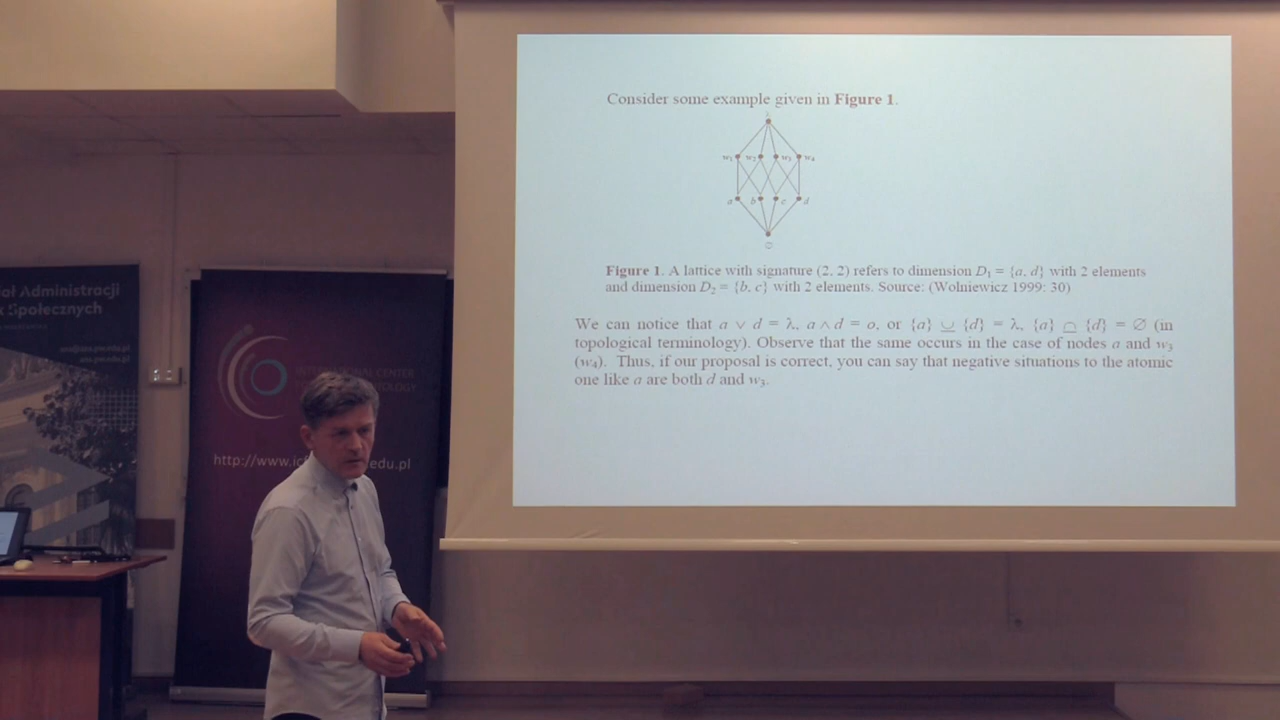 Consider some example given in Figure 1.
λ
w₁ w₂ w₃ w₄
a b c d
∅
Figure 1. A lattice with signature (2, 2) refers to dimension D₁ = {a, d} with 2 elements
and dimension D₂ = {b, c} with 2 elements. Source: (Wolniewicz 1999: 30)
We can notice that a ∨ d = λ, a ∧ d = o, or {a} ⊍ {d} = λ, {a} ∩ {d} = ∅ (in
topological terminology). Observe that the same occurs in the case of nodes a and w₃
(w₄). Thus, if our proposal is correct, you can say that negative situations to the atomic
one like a are both d and w₃.
Administracji
Społecznych
INTERNATIONAL CENTER
http://www.ic
edu.pl